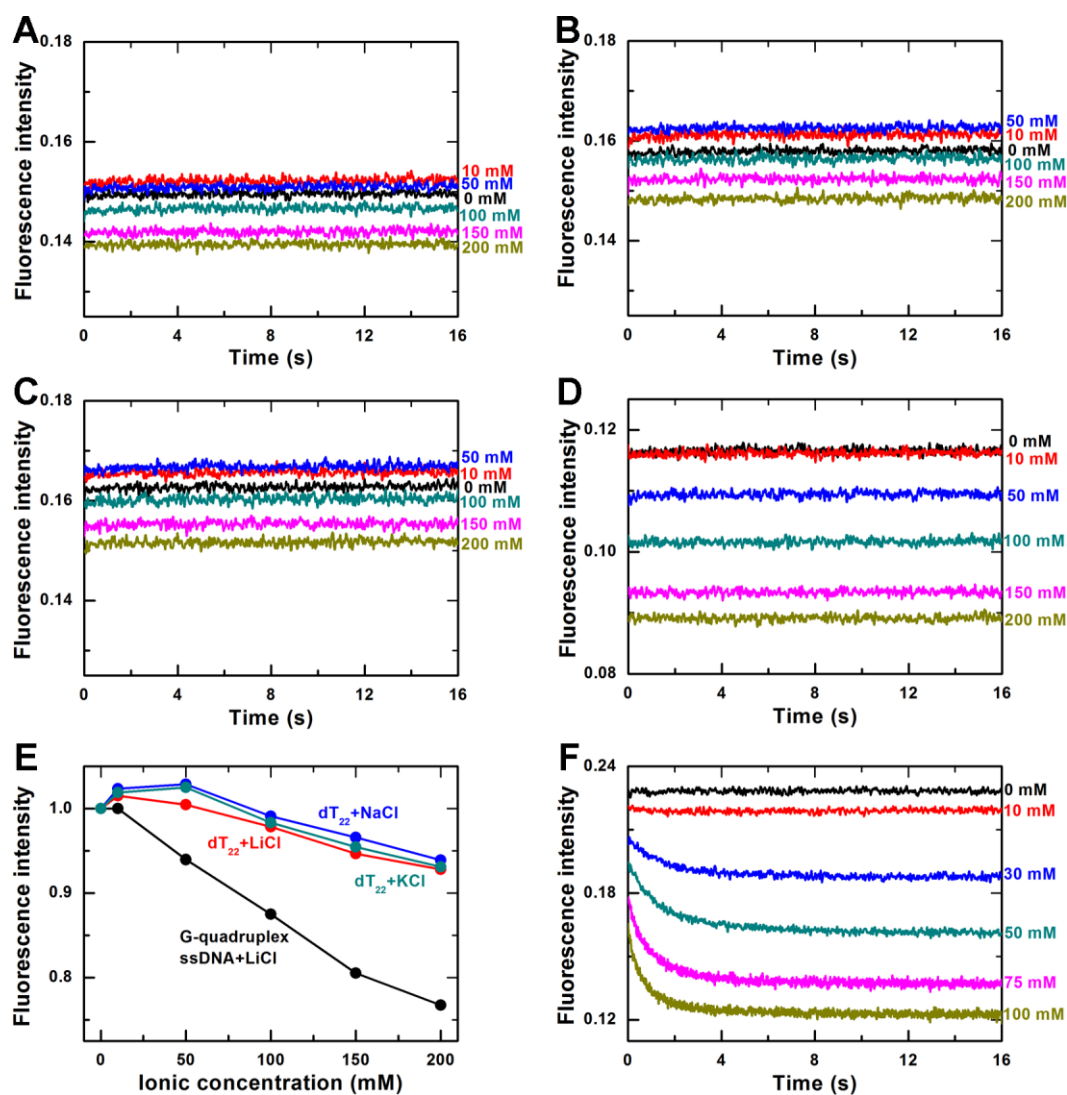 A
0.18
0.16
0.14
Fluorescence intensity
10 mM
50 mM
0 mM
100 mM
150 mM
200 mM
0
4
8
12
16
Time (s)
B
0.18
0.16
0.14
Fluorescence intensity
50 mM
10 mM
0 mM
100 mM
150 mM
200 mM
0
4
8
12
16
Time (s)
C
0.18
0.16
0.14
Fluorescence intensity
50 mM
10 mM
0 mM
100 mM
150 mM
200 mM
0
4
8
12
16
Time (s)
D
0.12
0.10
0.08
Fluorescence intensity
0 mM
10 mM
50 mM
100 mM
150 mM
200 mM
0
4
8
12
16
Time (s)
E
1.0
0.9
0.8
Fluorescence intensity
dT22+NaCl
dT22+LiCl
dT22+KCl
G-quadruplex
ssDNA+LiCl
0
50
100
150
200
Ionic concentration (mM)
F
0.24
0.18
0.12
Fluorescence intensity
0 mM
10 mM
30 mM
50 mM
75 mM
100 mM
0
4
8
12
16
Time (s)